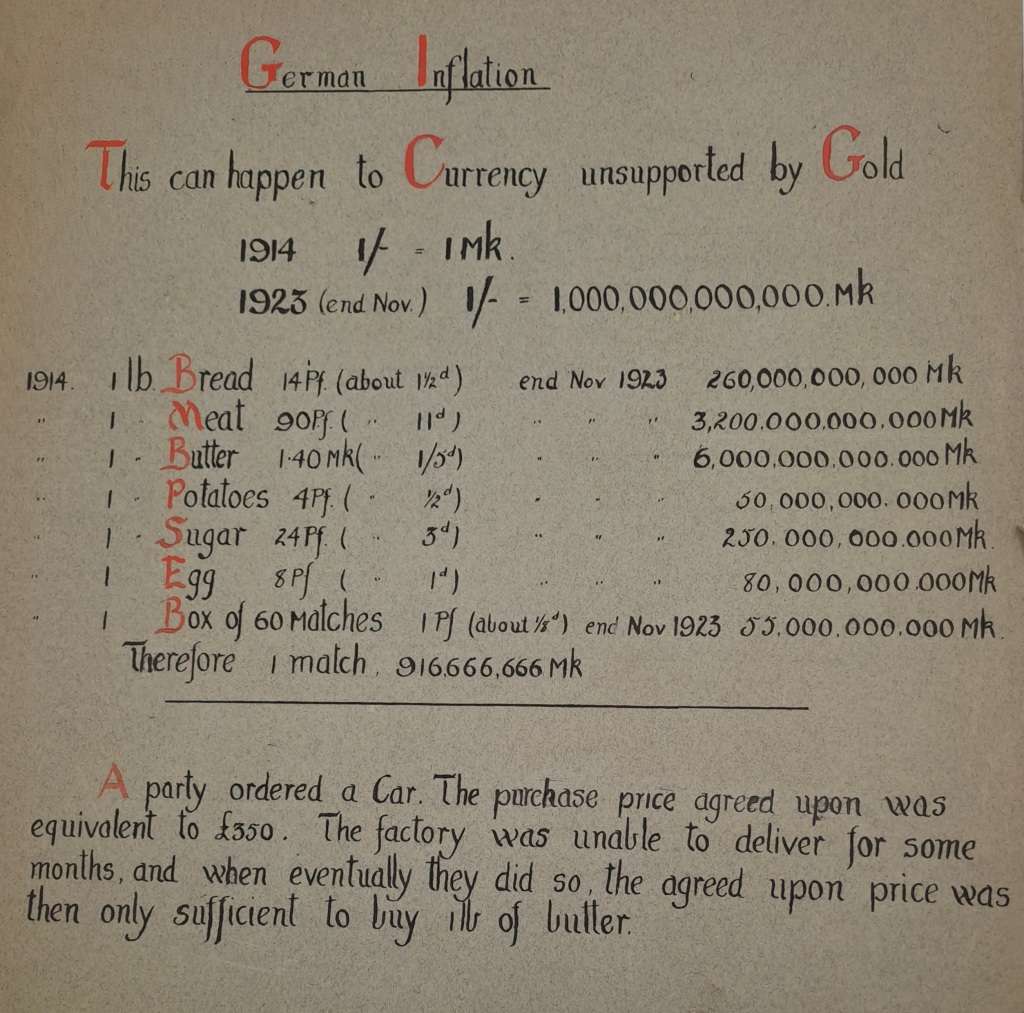 German Inflation
This can happen to Currency unsupported by Gold
1914 1/- = 1 Mk.
1923 (end Nov.) 1/- = 1,000,000,000,000. Mk
1914. 1 lb. Bread 14 Pf. (about 1½d) end Nov 1923 260,000,000,000 Mk
" 1 " Meat 90 Pf. ( " 11d) " " " 3,200.000.000.000 Mk
" 1 " Butter 1·40 Mk( " 1/5d) " " " 6,000,000,000.000 Mk
" 1 " Potatoes 4 Pf. ( " ½d) " " " 50,000,000.000 Mk
" 1 " Sugar 24 Pf. ( " 3d) " " " 250.000,000.000 Mk.
" 1 Egg 8 Pf ( " 1d) " " " 80,000,000.000 Mk
" 1 Box of 60 Matches 1 Pf (about ⅛d) end Nov 1923 55.000.000.000 Mk.
Therefore 1 match, 916.666,666 Mk
A party ordered a Car. The purchase price agreed upon was
equivalent to £350. The factory was unable to deliver for some
months, and when eventually they did so, the agreed upon price was
then only sufficient to buy 1lb of butter.